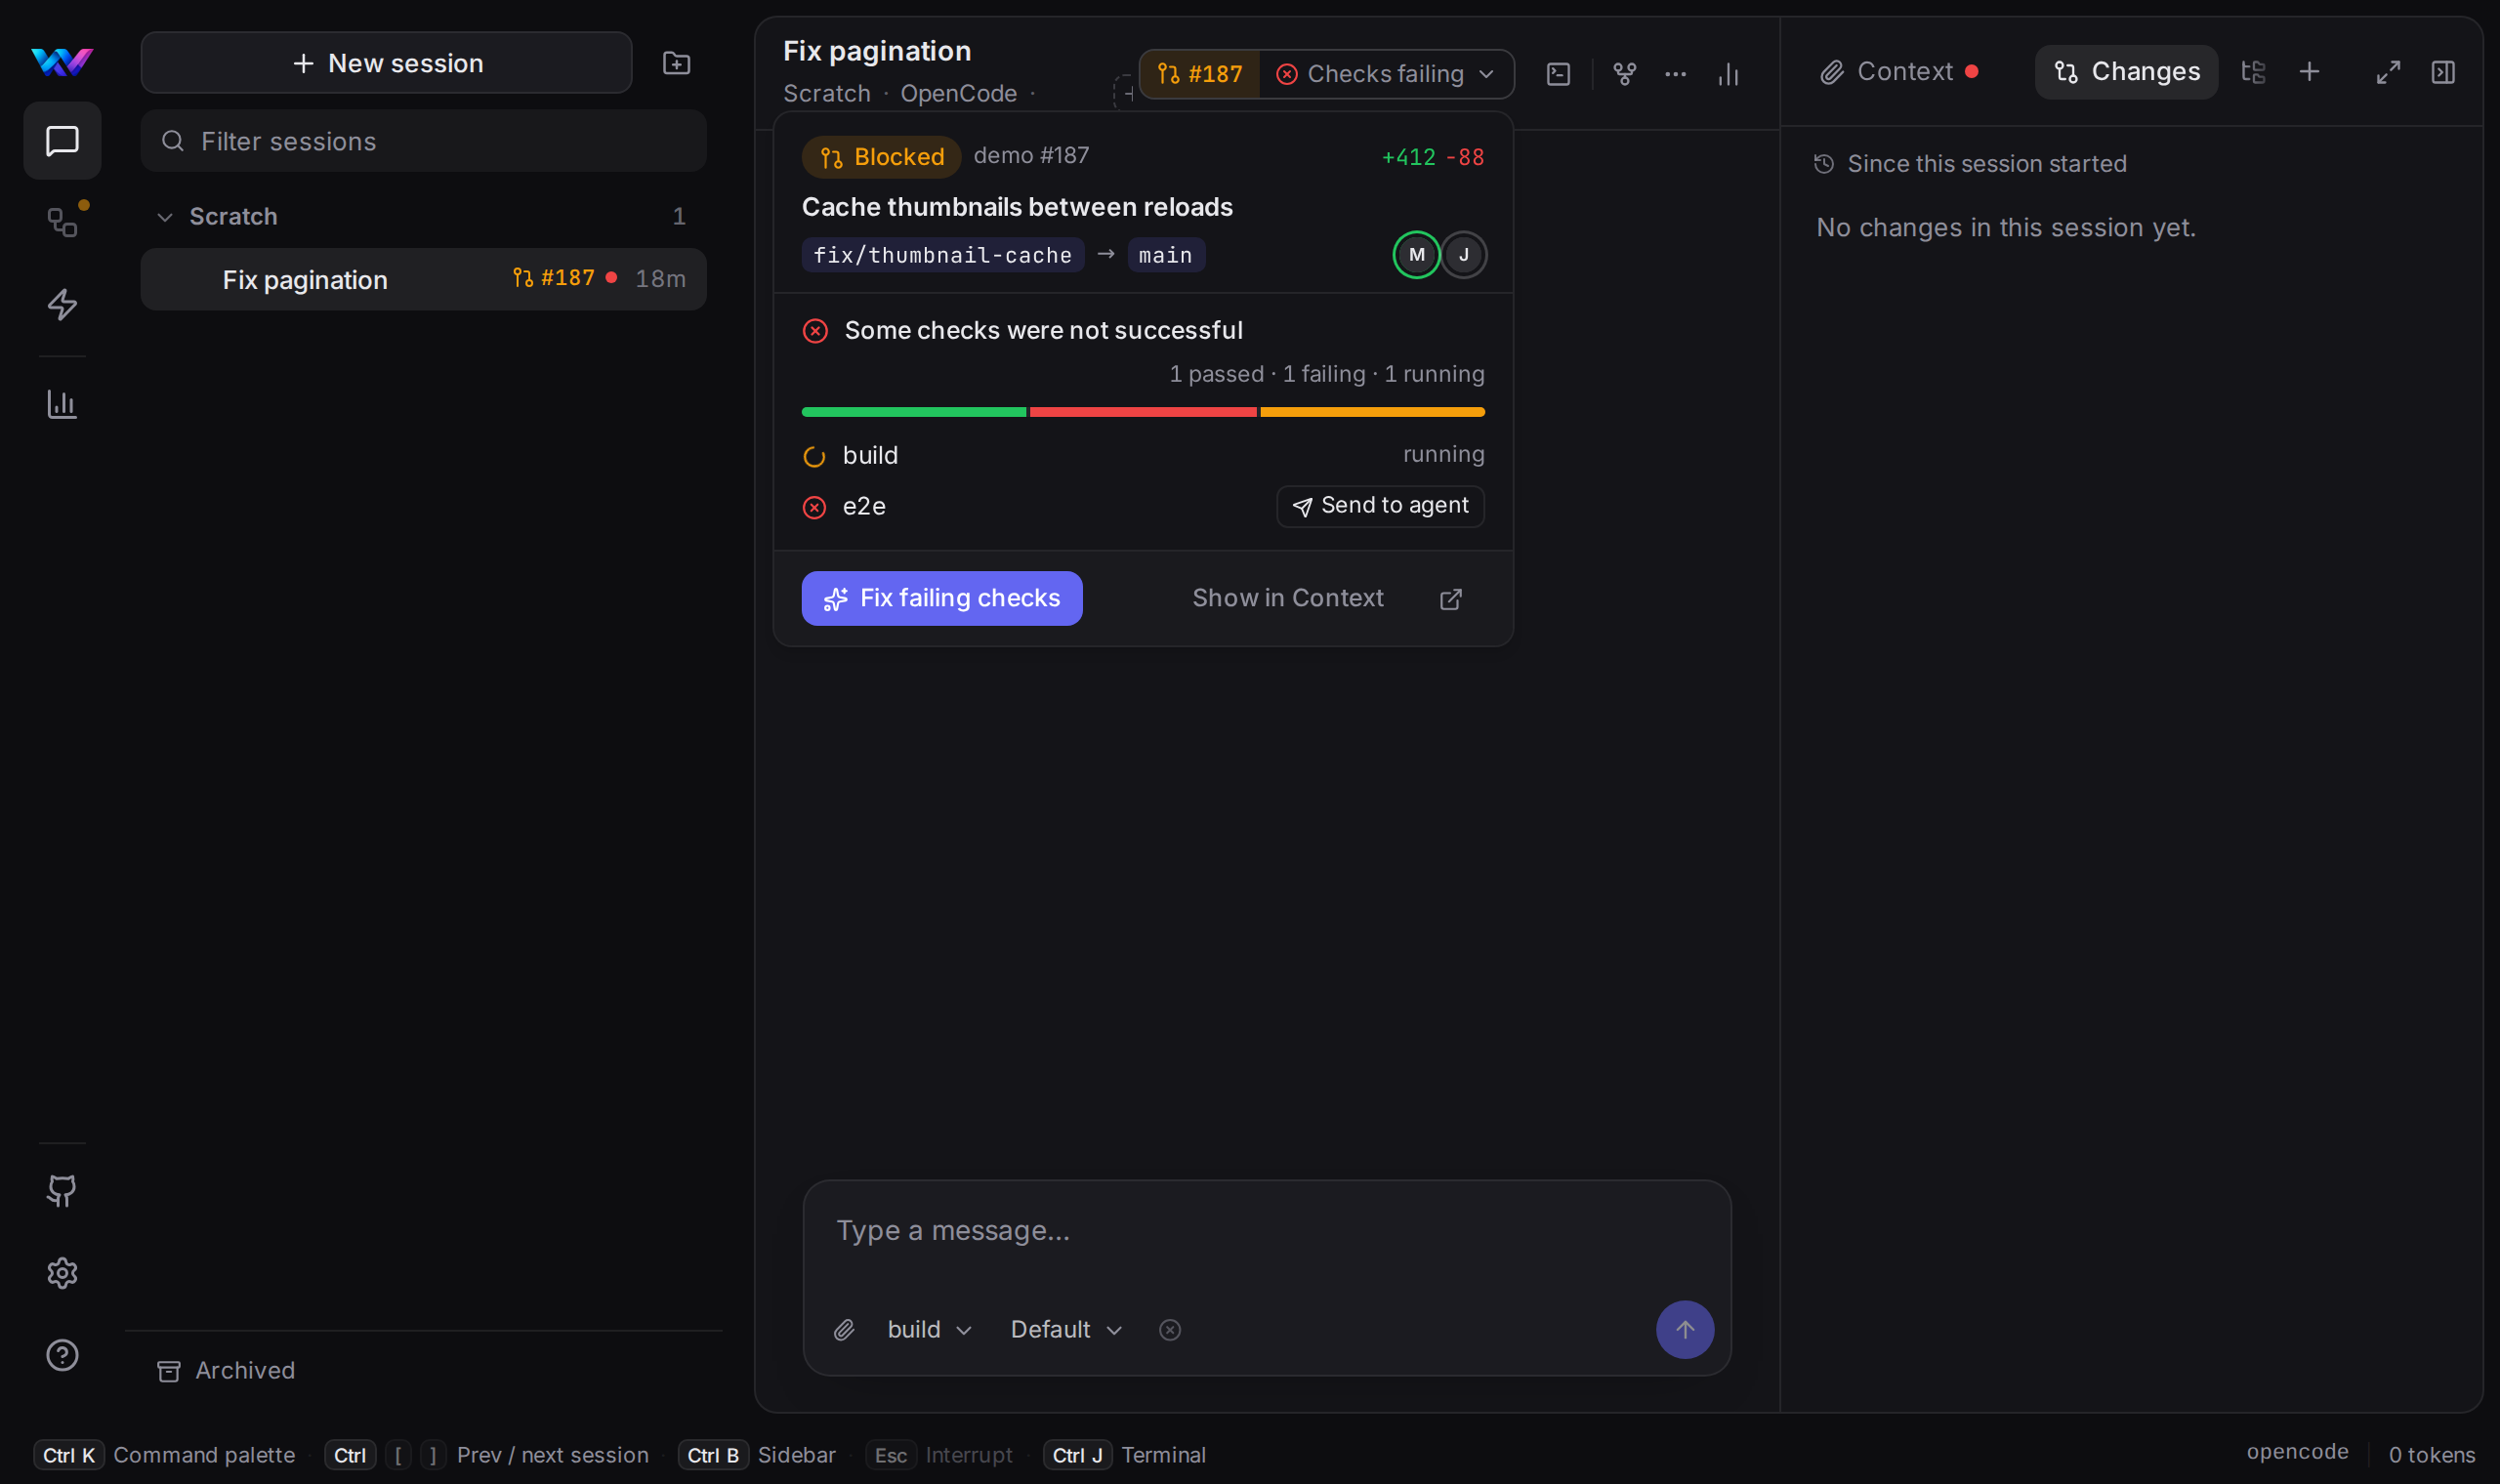 New session
Filter sessions
Scratch 1
Fix pagination #187 18m
Archived
Fix pagination
Scratch · OpenCode ·
#187 Checks failing
Blocked demo #187 +412 -88
Cache thumbnails between reloads
fix/thumbnail-cache → main M J
Some checks were not successful
1 passed · 1 failing · 1 running
build running
e2e Send to agent
Fix failing checks Show in Context
Type a message...
build Default
Context Changes
Since this session started
No changes in this session yet.
Ctrl K Command palette · Ctrl [ ] Prev / next session · Ctrl B Sidebar · Esc Interrupt · Ctrl J Terminal
opencode 0 tokens